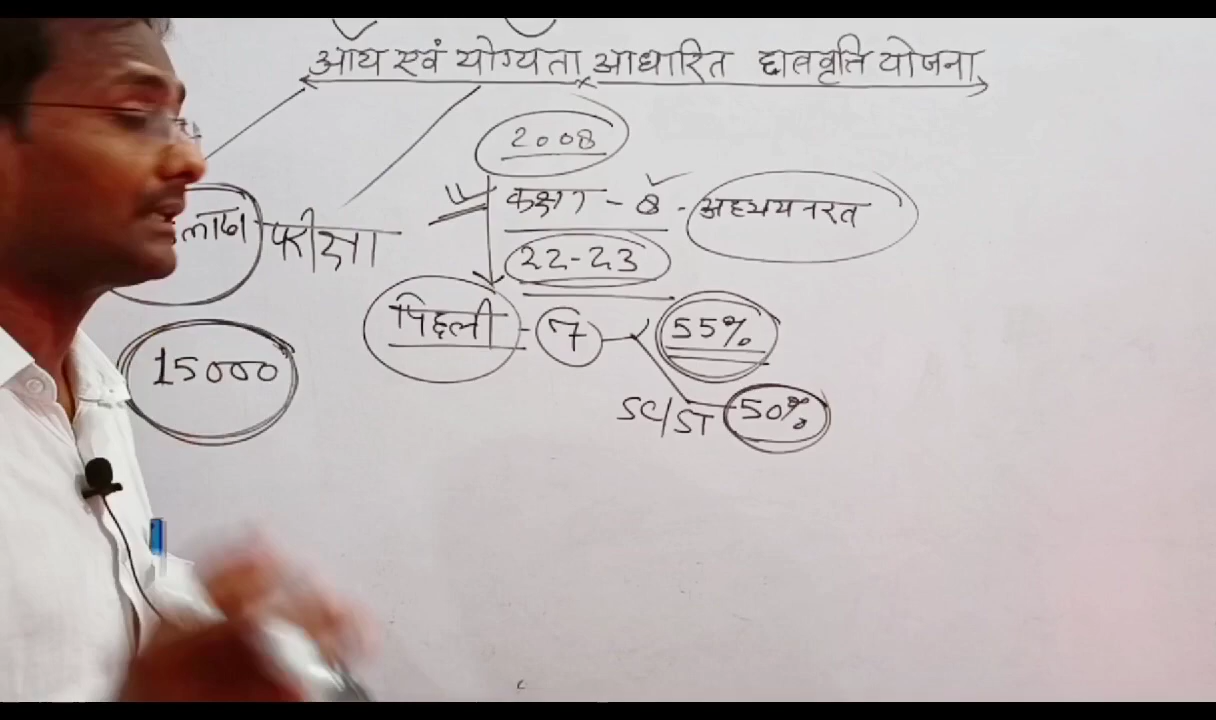 आय एवं योग्यता आधारित छात्रवृत्ति योजना
2008
कक्षा - 8 - अध्ययनरत
लाख परीक्षा
22-23
पिछली - 7 - 55%
15000
SC/ST - 50%